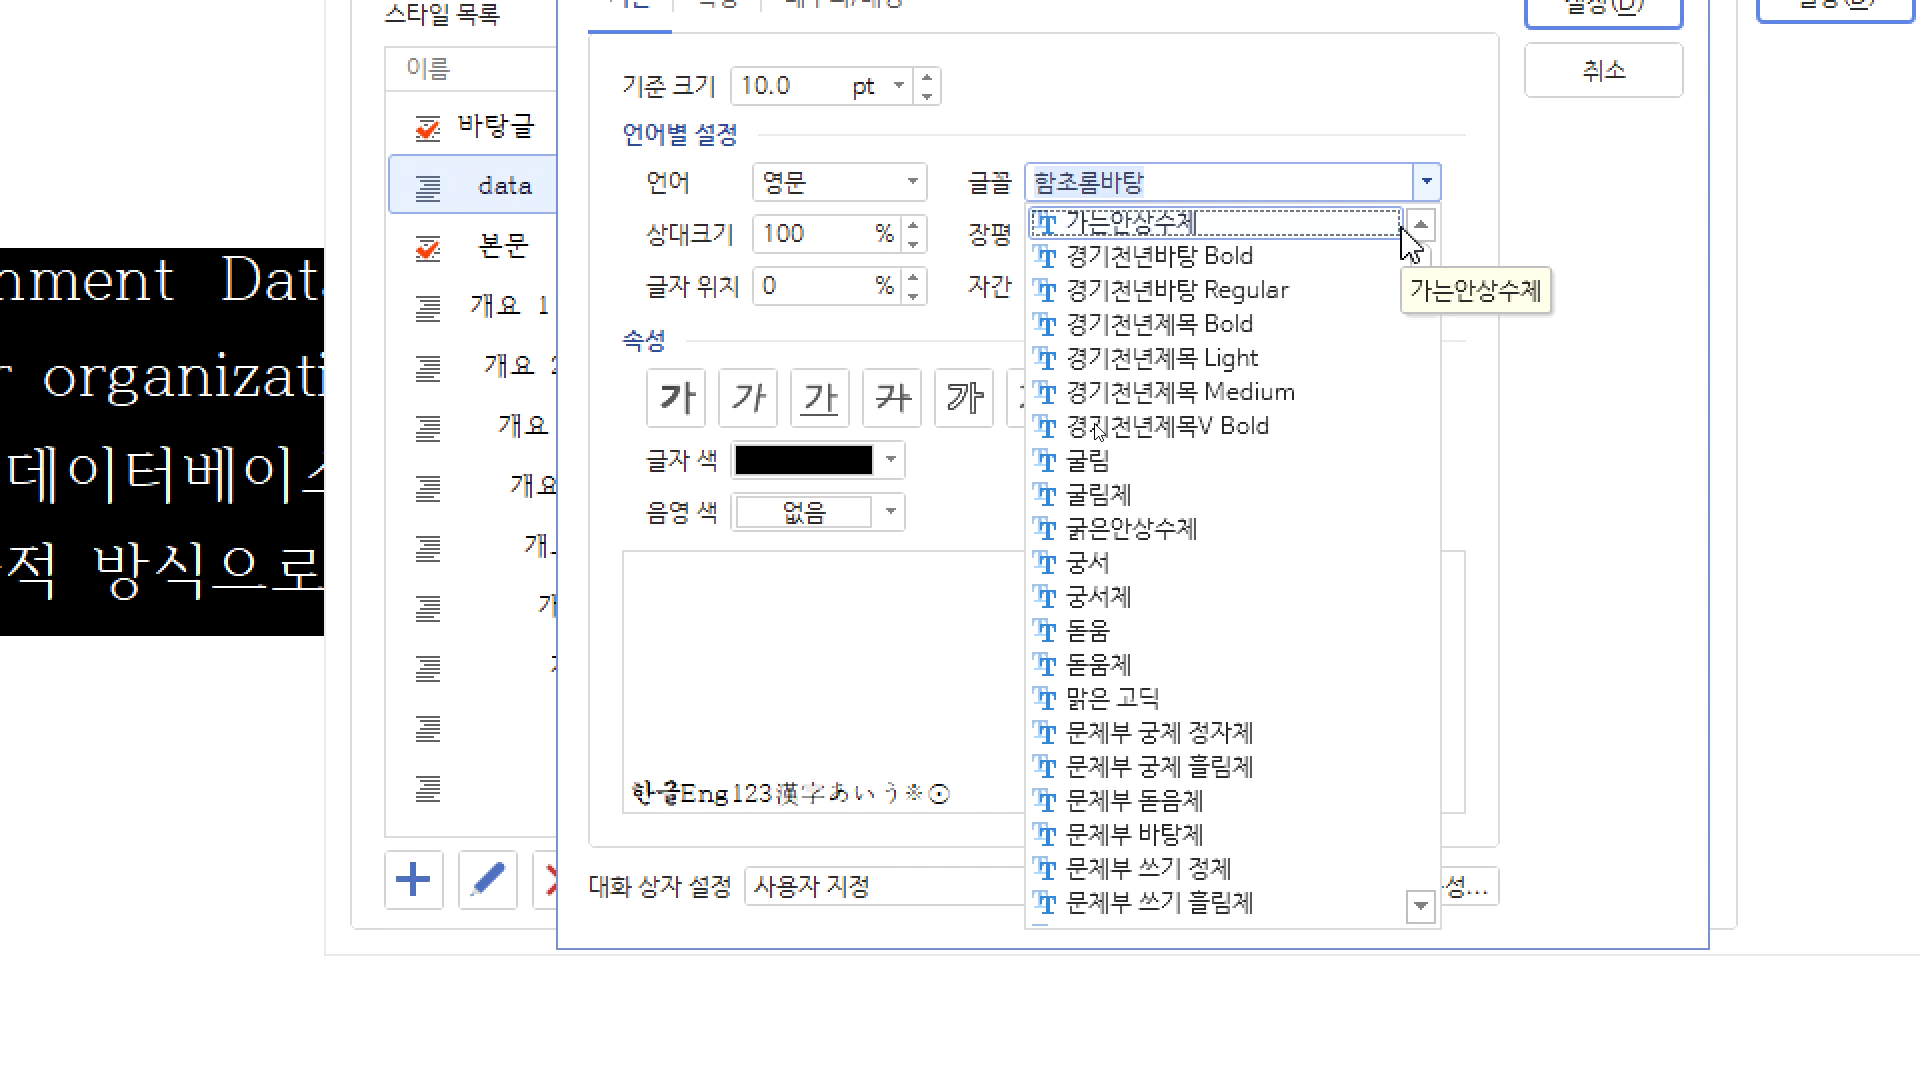 스타일 목록
이름
바탕글
data
본문
개요 1
개요
개요
nment Data
organizati
데이터베이스
적 방식으로
기준 크기 10.0 pt
언어별 설정
언어 영문 글꼴 함초롬바탕
상대크기 100 % 장평
글자 위치 0 % 자간
속성
가 가 가 가 가
글자 색
음영 색 없음
한글Eng123漢字あいう※⊙
대화 상자 설정 사용자 지정
성...
가는안상수체
경기천년바탕 Bold
경기천년바탕 Regular
경기천년제목 Bold
경기천년제목 Light
경기천년제목 Medium
경기천년제목V Bold
굴림
굴림체
굵은안상수체
궁서
궁서체
돋움
돋움체
맑은 고딕
문체부 궁체 정자체
문체부 궁체 흘림체
문체부 돋음체
문체부 바탕체
문체부 쓰기 정체
문체부 쓰기 흘림체
가는안상수체
설정(D)
취소